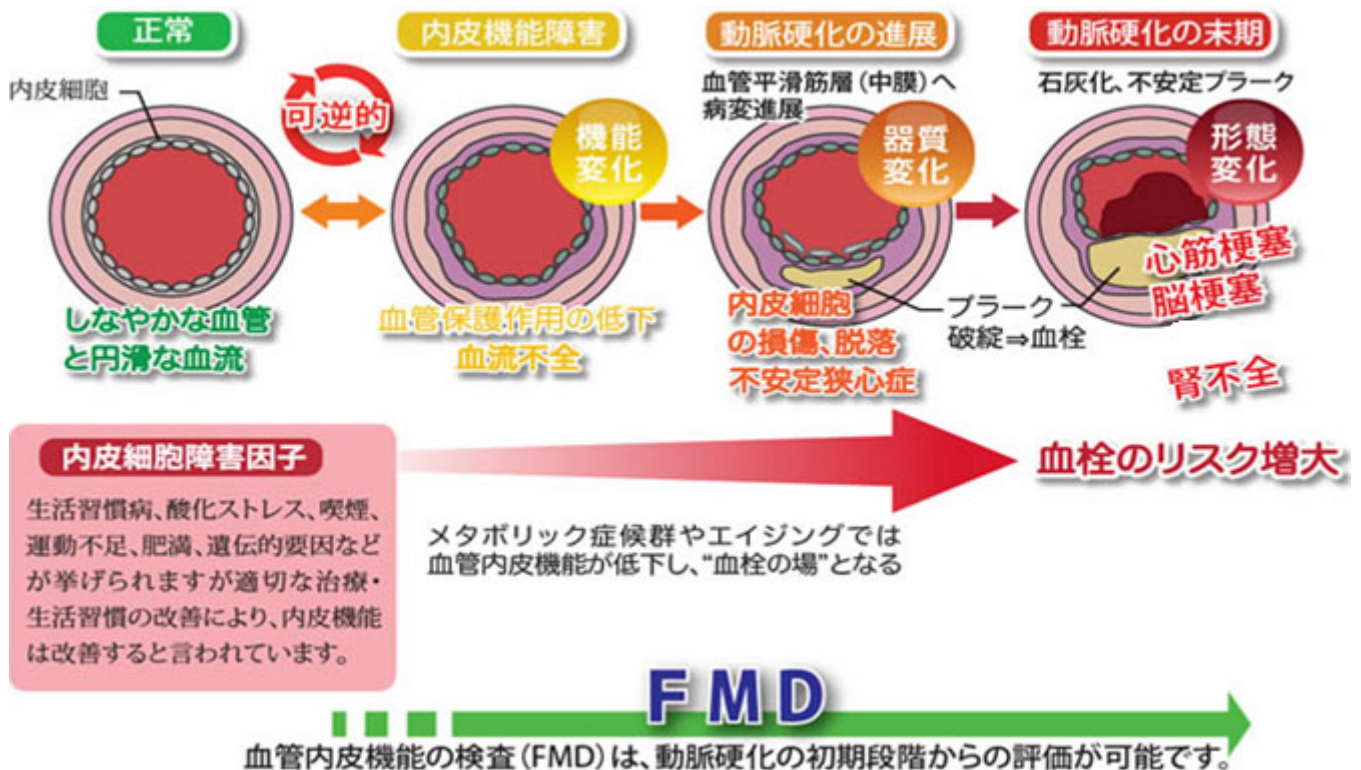 正常
内皮機能障害
動脈硬化の進展
動脈硬化の末期
内皮細胞
可逆的
血管平滑筋層(中膜)へ
病変進展
石灰化、不安定プラーク
機能
変化
器質
変化
形態
変化
しなやかな血管
と円滑な血流
血管保護作用の低下
血流不全
内皮細胞
の損傷、脱落
不安定狭心症
プラーク
破綻⇒血栓
心筋梗塞
脳梗塞
腎不全
内皮細胞障害因子
生活習慣病、酸化ストレス、喫煙、
運動不足、肥満、遺伝的要因など
が挙げられますが適切な治療・
生活習慣の改善により、内皮機能
は改善すると言われています。
血栓のリスク増大
メタボリック症候群やエイジングでは
血管内皮機能が低下し、“血栓の場”となる
FMD
血管内皮機能の検査(FMD)は、動脈硬化の初期段階からの評価が可能です。